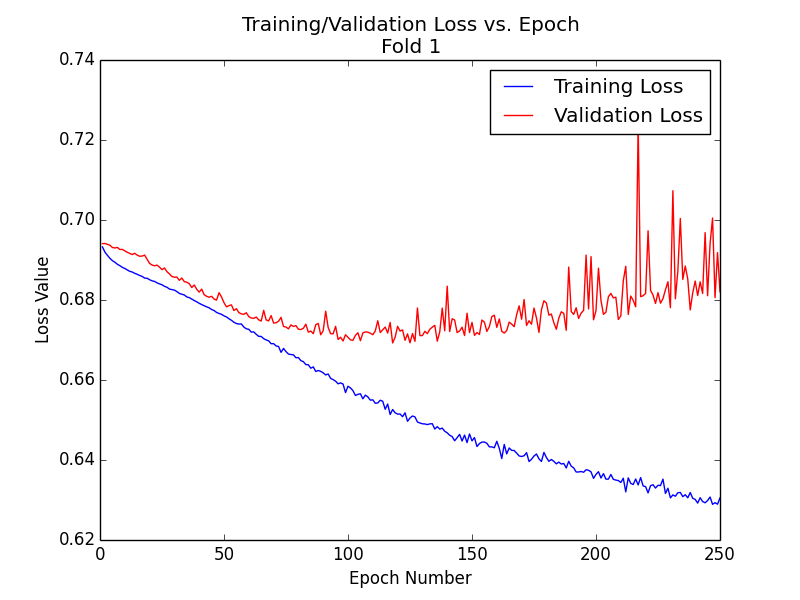 Training/Validation Loss vs. Epoch
Fold 1
Training Loss
Validation Loss
0.74
0.72
0.70
0.68
0.66
0.64
0.62
Loss Value
0
50
100
150
200
250
Epoch Number